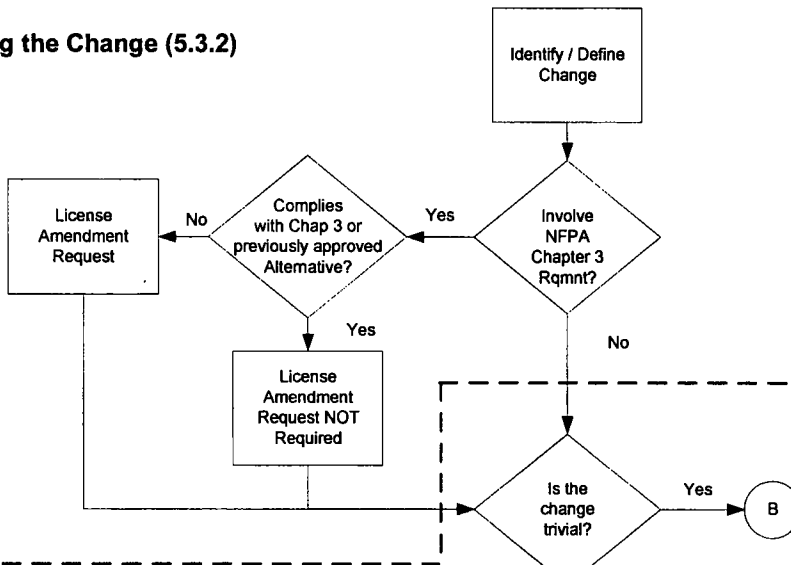 g the Change (5.3.2)
Identify / Define
Change
Involve
NFPA
Chapter 3
Rqmnt?
Yes
Complies
with Chap 3 or
previously approved
Alternative?
No
License
Amendment
Request
Yes
License
Amendment
Request NOT
Required
No
Is the
change
trivial?
Yes
B